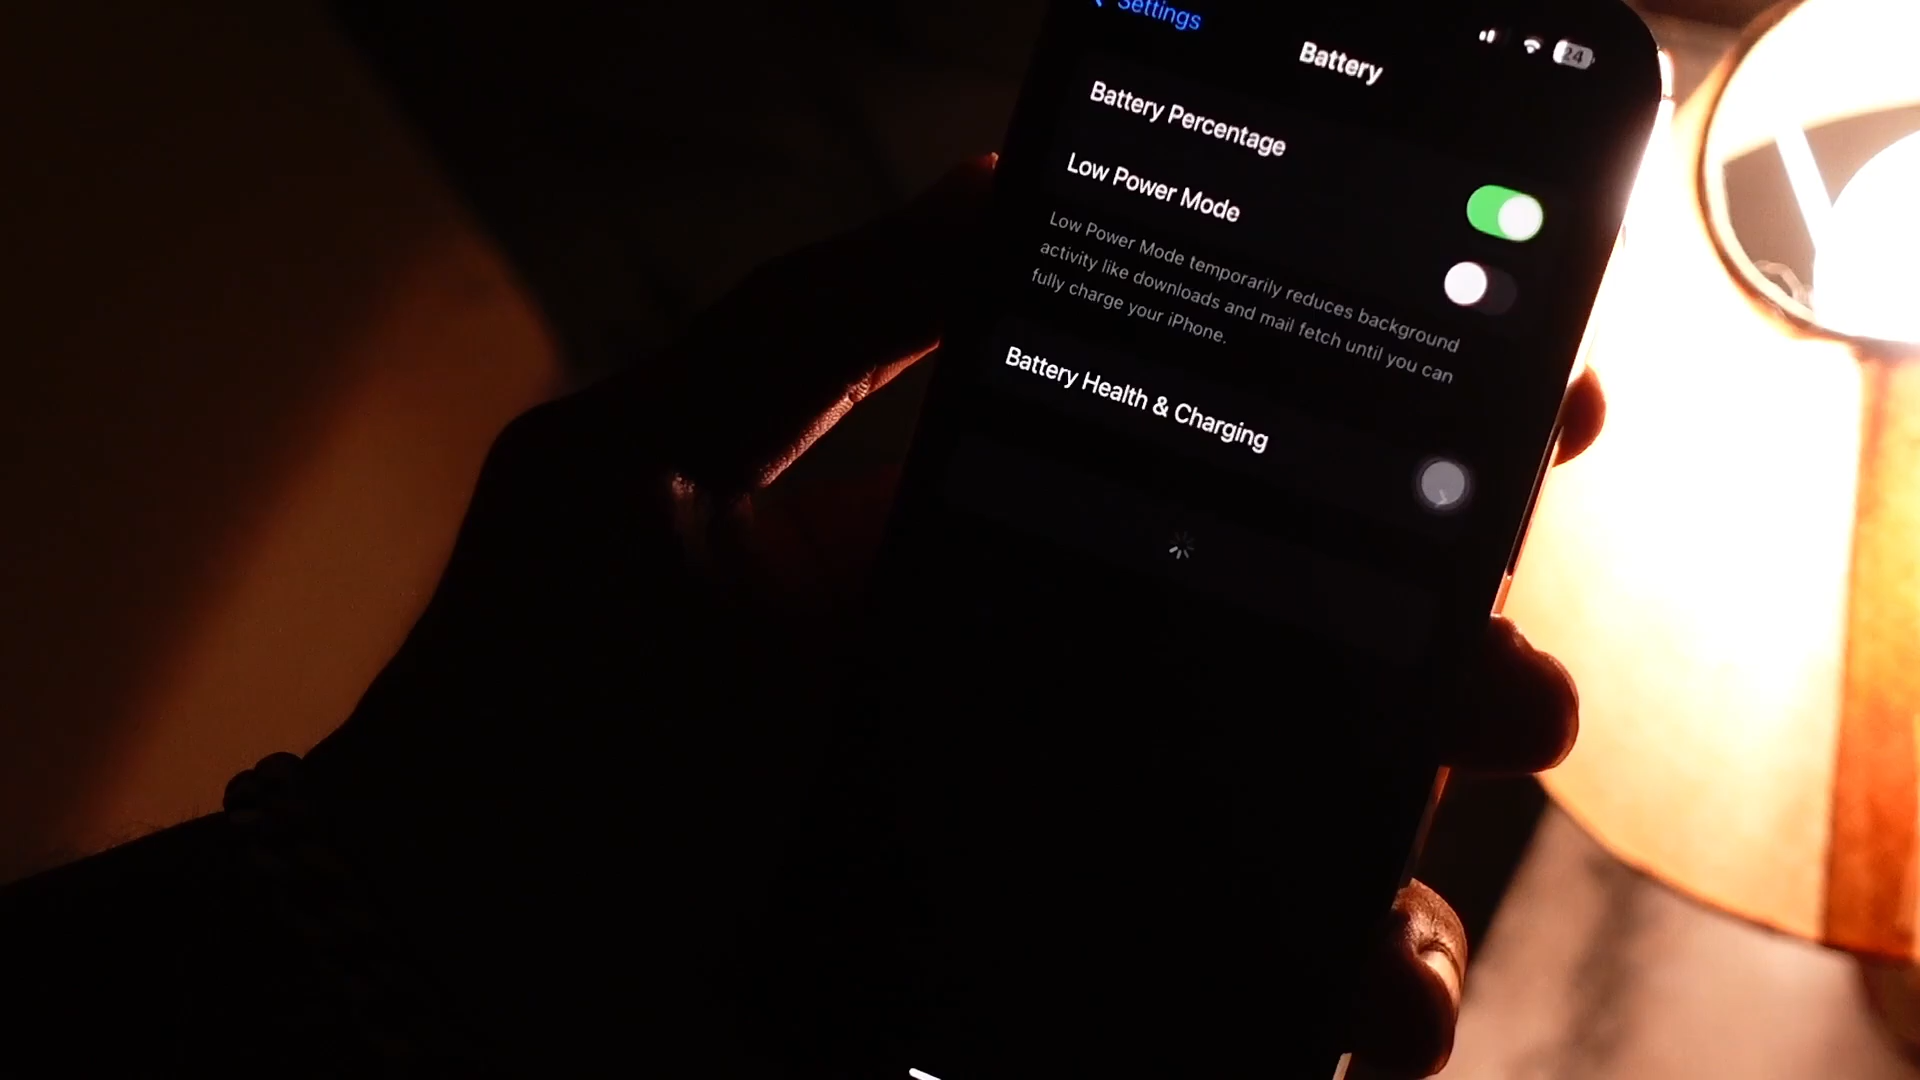 Settings
24
Battery
Battery Percentage
Low Power Mode
Low Power Mode temporarily reduces background
activity like downloads and mail fetch until you can
fully charge your iPhone.
Battery Health & Charging